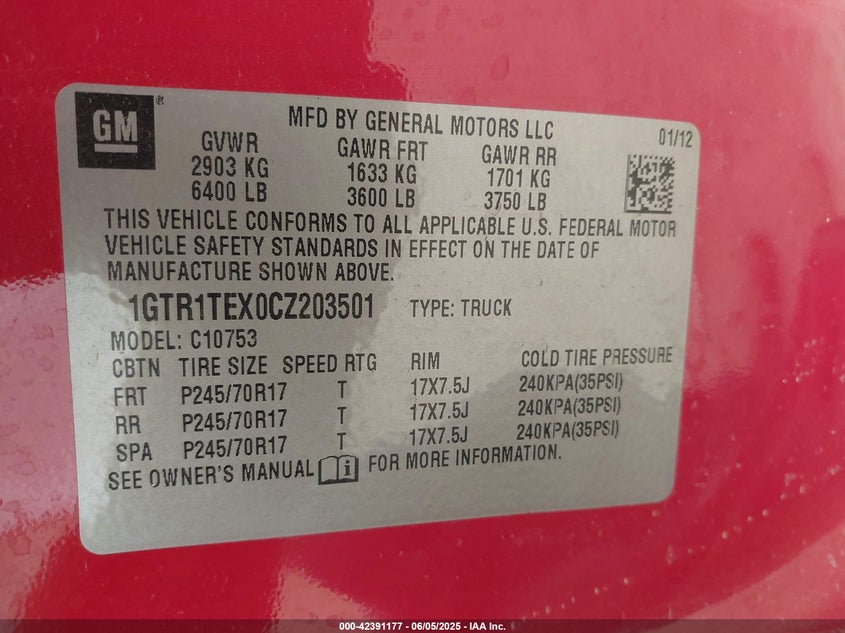 GM
®
MFD BY GENERAL MOTORS LLC
01/12
GVWR GAWR FRT GAWR RR
2903 KG 1633 KG 1701 KG
6400 LB 3600 LB 3750 LB
THIS VEHICLE CONFORMS TO ALL APPLICABLE U.S. FEDERAL MOTOR
VEHICLE SAFETY STANDARDS IN EFFECT ON THE DATE OF
MANUFACTURE SHOWN ABOVE.
1GTR1TEX0CZ203501 TYPE: TRUCK
MODEL: C10753
CBTN TIRE SIZE SPEED RTG RIM COLD TIRE PRESSURE
FRT P245/70R17 T 17X7.5J 240KPA(35PSI)
RR P245/70R17 T 17X7.5J 240KPA(35PSI)
SPA P245/70R17 T 17X7.5J 240KPA(35PSI)
SEE OWNER'S MANUAL FOR MORE INFORMATION.
000-42391177 - 06/05/2025 - IAA Inc.